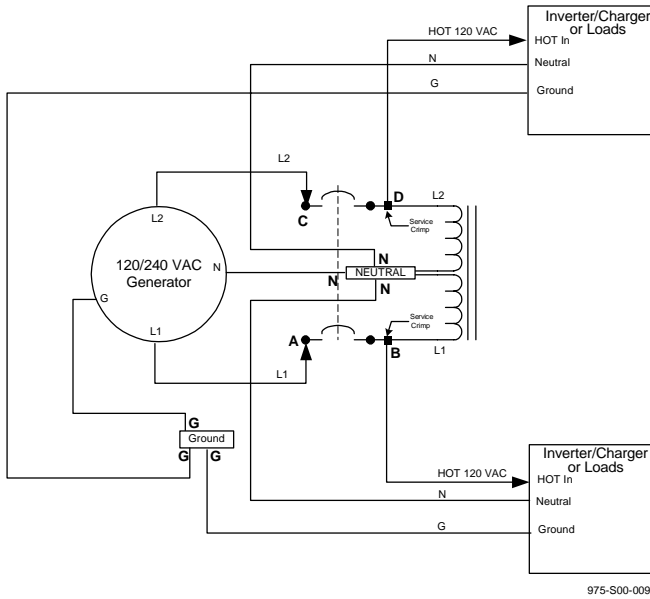 Inverter/Charger
or Loads
HOT 120 VAC
HOT In
N
Neutral
G
Ground
L2
D
L2
C
Service
Crimp
L2
N
120/240 VAC
Generator
N
NEUTRAL
N
N
G
L1
A
Service
Crimp
B
L1
L1
G
Ground
G
G
Inverter/Charger
or Loads
HOT 120 VAC
HOT In
N
Neutral
G
Ground
975-S00-009